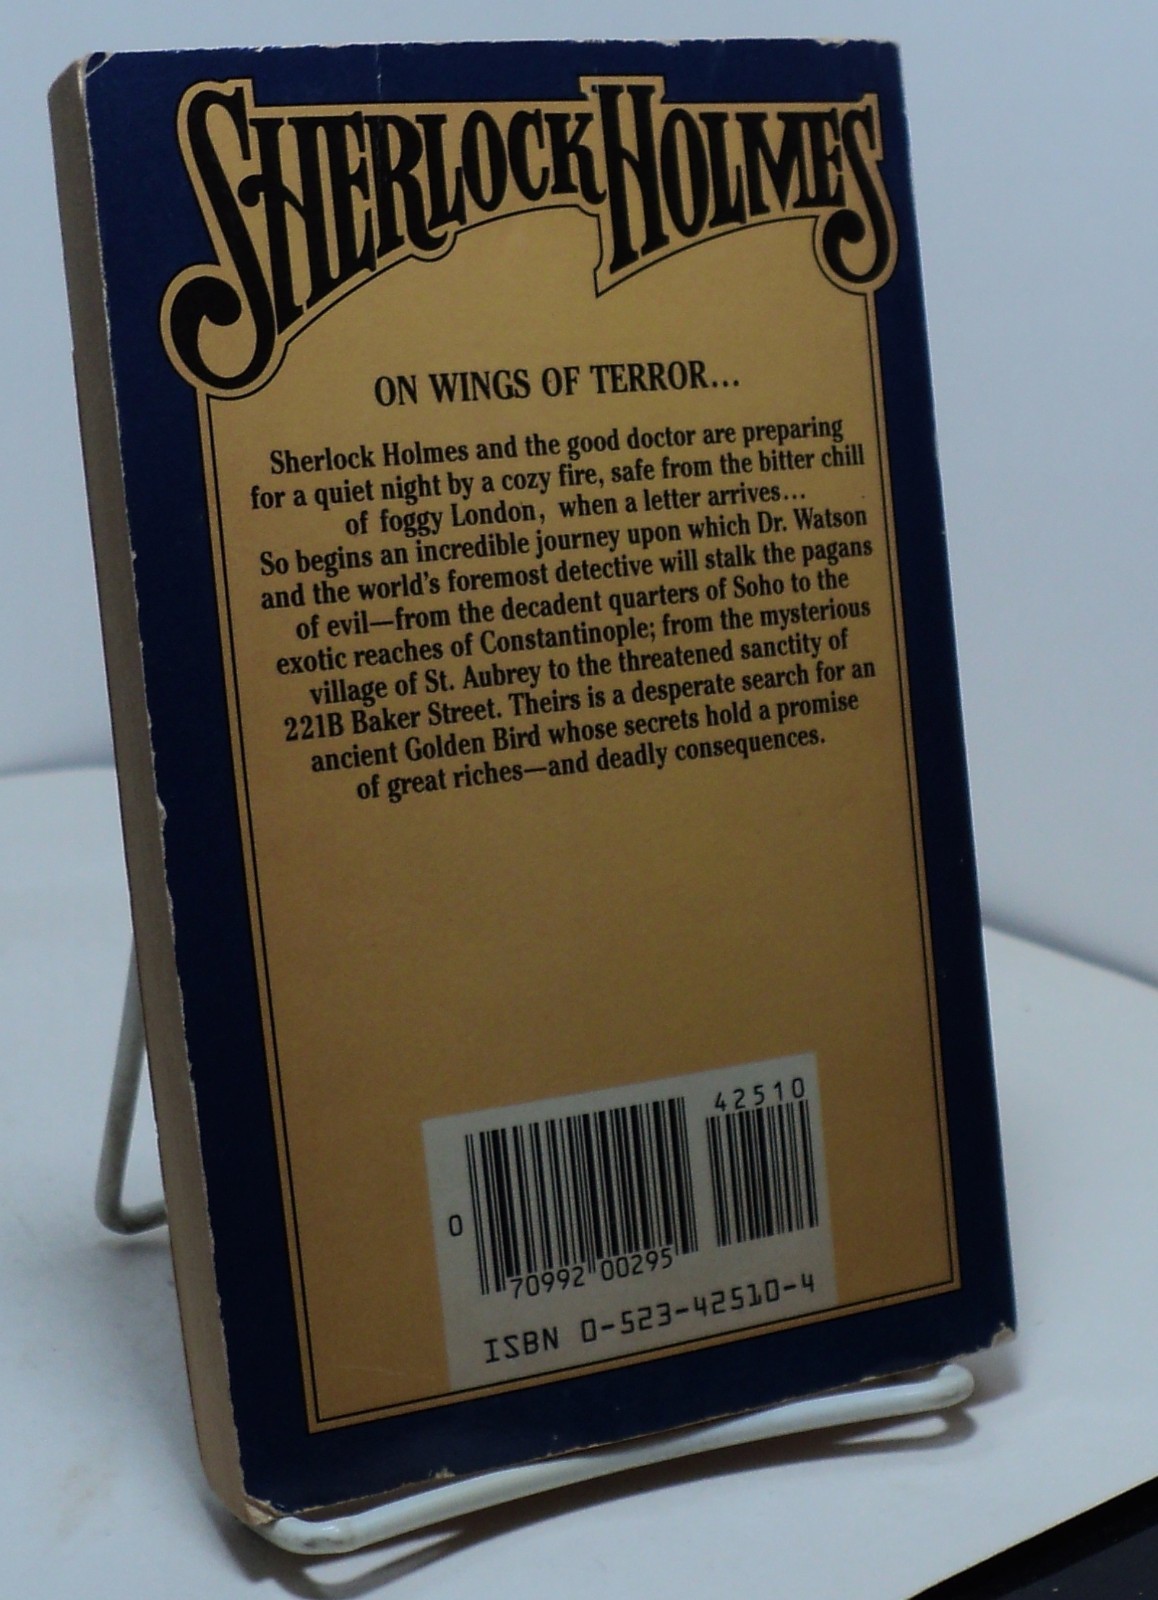 SHERLOCK HOLMES
ON WINGS OF TERROR...
Sherlock Holmes and the good doctor are preparing
for a quiet night by a cozy fire, safe from the bitter chill
of foggy London, when a letter arrives...
So begins an incredible journey upon which Dr. Watson
and the world's foremost detective will stalk the pagans
of evil—from the decadent quarters of Soho to the
exotic reaches of Constantinople; from the mysterious
village of St. Aubrey to the threatened sanctity of
221B Baker Street. Theirs is a desperate search for an
ancient Golden Bird whose secrets hold a promise
of great riches—and deadly consequences.
42510
0
70992 00295
ISBN 0-523-42510-4